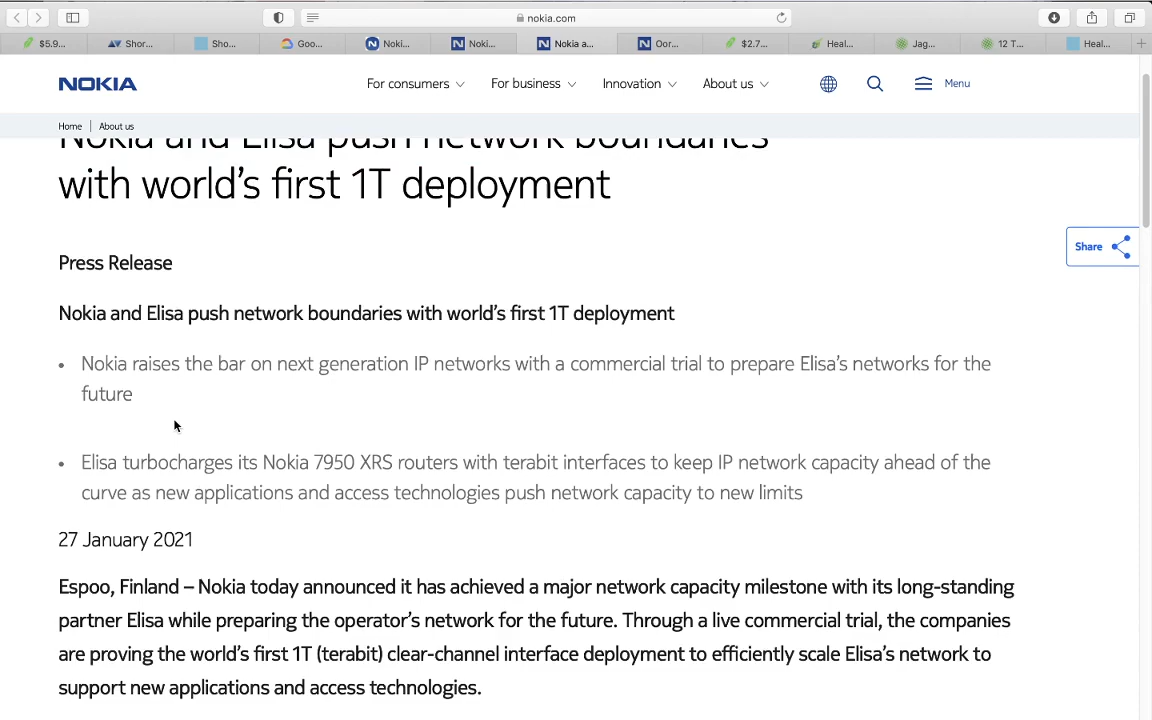 nokia.com
$5.9...
Shor...
Sho...
Goo...
Noki...
Noki...
Nokia a...
Oor...
$2.7...
Heal...
Jag...
12 T...
Heal...
NOKIA
For consumers
For business
Innovation
About us
Menu
Home | About us
Nokia and Elisa push network boundaries
with world's first 1T deployment
Share
Press Release
Nokia and Elisa push network boundaries with world's first 1T deployment
• Nokia raises the bar on next generation IP networks with a commercial trial to prepare Elisa's networks for the
future
• Elisa turbocharges its Nokia 7950 XRS routers with terabit interfaces to keep IP network capacity ahead of the
curve as new applications and access technologies push network capacity to new limits
27 January 2021
Espoo, Finland – Nokia today announced it has achieved a major network capacity milestone with its long-standing
partner Elisa while preparing the operator's network for the future. Through a live commercial trial, the companies
are proving the world's first 1T (terabit) clear-channel interface deployment to efficiently scale Elisa's network to
support new applications and access technologies.